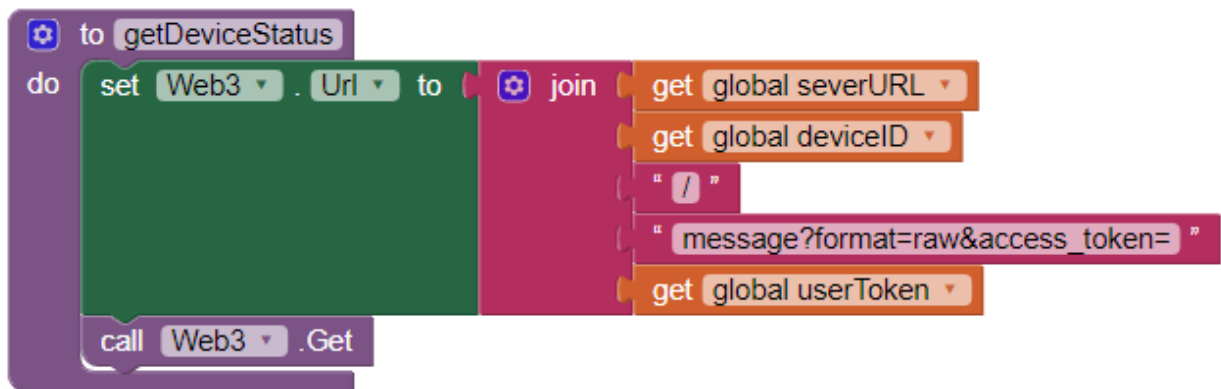 to getDeviceStatus
do set Web3 . Url to join get global severURL
get global deviceID
" / "
" message?format=raw&access_token= "
get global userToken
call Web3 .Get